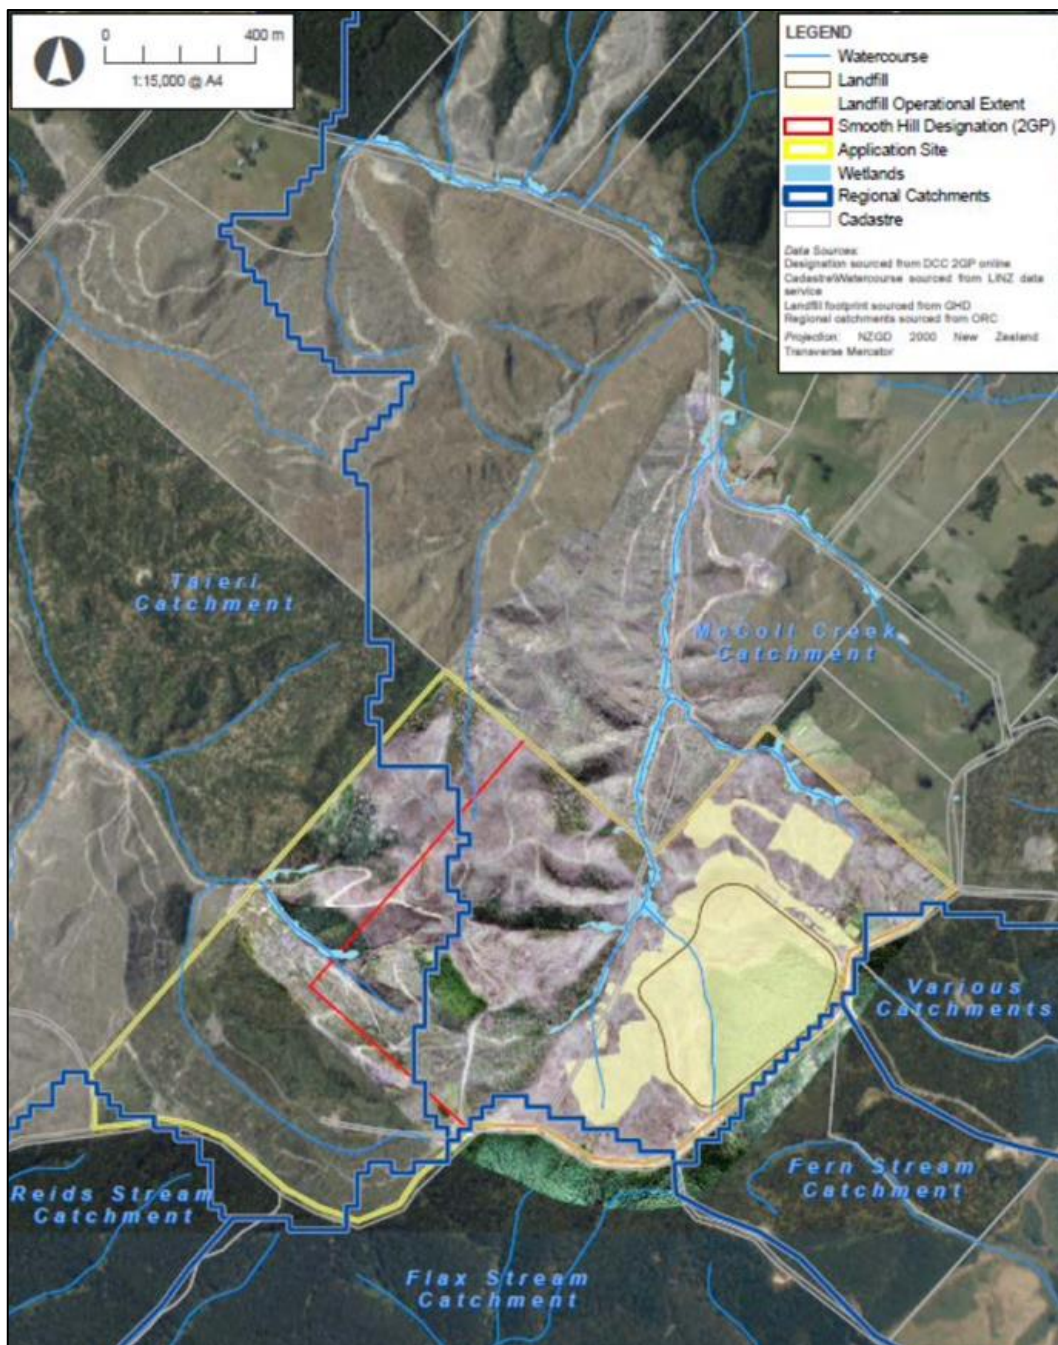 0 400 m
1:15,000 @ A4
LEGEND
Watercourse
Landfill
Landfill Operational Extent
Smooth Hill Designation (2GP)
Application Site
Wetlands
Regional Catchments
Cadastre
Data Sources:
Designation sourced from DCC 2GP online
Cadastre\Watercourse sourced from LINZ data
service
Landfill footprint sourced from GHD
Regional catchments sourced from ORC
Projection: NZGD 2000 New Zealand
Transverse Mercator
Taieri
Catchment
McColl Creek
Catchment
Various
Catchments
Fern Stream
Catchment
Reids Stream
Catchment
Flax Stream
Catchment